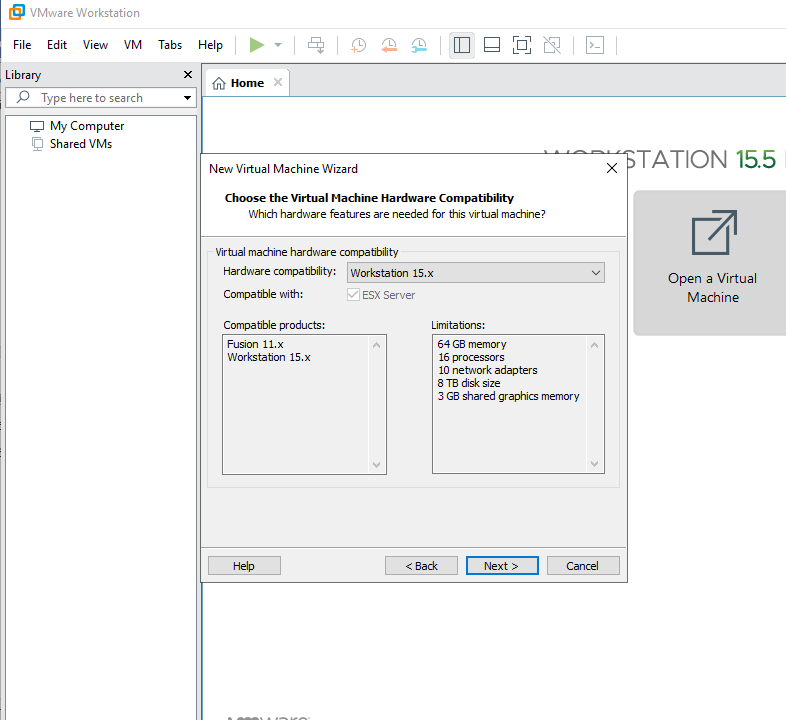 VMware Workstation
File Edit View VM Tabs Help
Library
Type here to search
My Computer
Shared VMs
Home
WORKSTATION 15.5
Open a Virtual
Machine
New Virtual Machine Wizard
Choose the Virtual Machine Hardware Compatibility
Which hardware features are needed for this virtual machine?
Virtual machine hardware compatibility
Hardware compatibility: Workstation 15.x
Compatible with: ESX Server
Compatible products: Limitations:
Fusion 11.x
Workstation 15.x
64 GB memory
16 processors
10 network adapters
8 TB disk size
3 GB shared graphics memory
Help < Back Next > Cancel